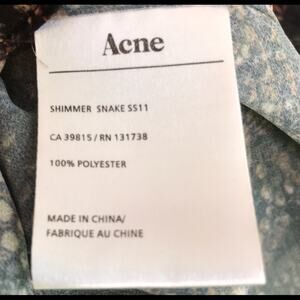 Acne
SHIMMER SNAKE SS11
CA 39815 / RN 131738
100% POLYESTER
MADE IN CHINA/
FABRIQUE AU CHINE